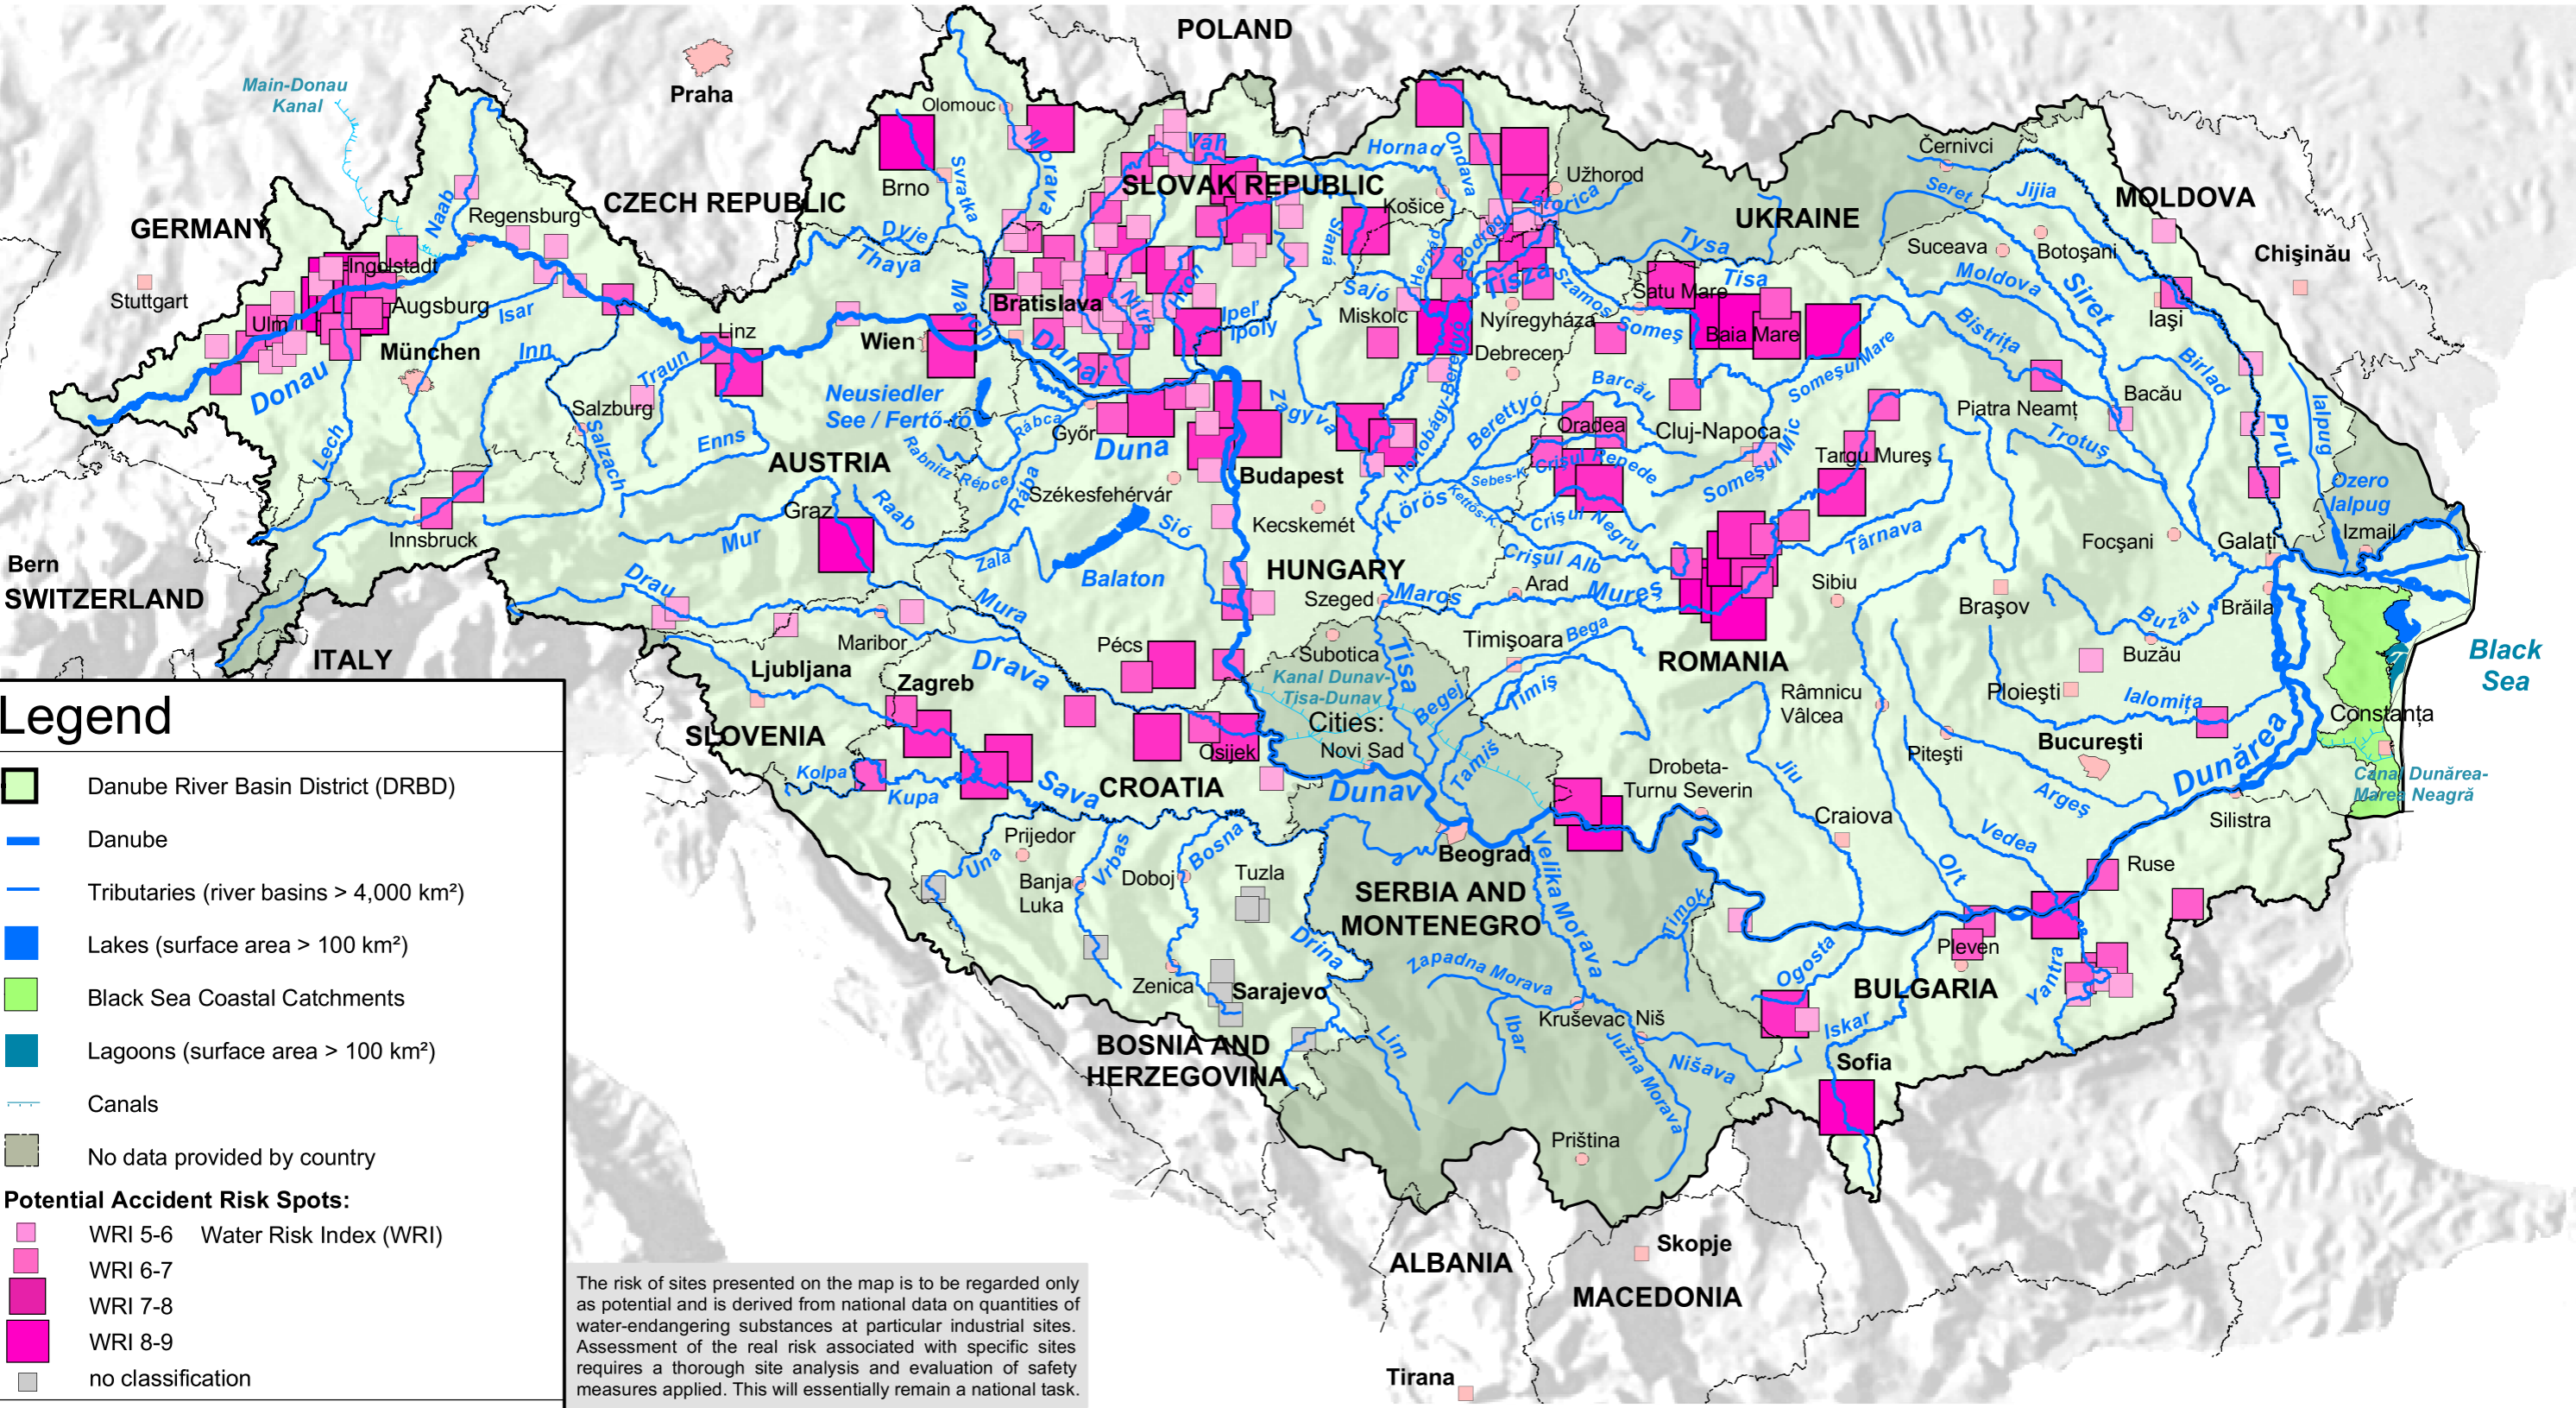 POLAND
Main-Donau
Kanal
Praha
Olomouc
Morava
Váh
Hornad
Ondava
Černivci
Brno
Svratka
Užhorod
CZECH REPUBLIC
SLOVAK REPUBLIC
Košice
Latorica
Seret
Jijia
MOLDOVA
GERMANY
Naab
Regensburg
Dyje
Thaya
Slaná
Hernád
Bodrog
UKRAINE
Tysa
Suceava
Botoşani
Chişinău
Stuttgart
Ingolstadt
Augsburg
Isar
March
Bratislava
Nitra
Hron
Ipeľ
Ipoly
Sajó
Miskolc
Tisza
Szamos
Satu Mare
Tisa
Moldova
Siret
Iaşi
Ulm
München
Inn
Linz
Wien
Dunaj
Nyíregyháza
Someş
Baia Mare
Bistriţa
Debrecen
Birlad
Donau
Traun
Neusiedler
See / Fertő-tó
Salzburg
Zagyva
Hortobágy-Berettyó
Barcău
Someşu Mare
Piatra Neamţ
Bacău
Prut
Ialpug
Lech
Salzach
Enns
Rábca
Győr
Duna
Berettyó
Oradea
Cluj-Napoca
Trotuş
AUSTRIA
Rabnitz
Répce
Rába
Budapest
Sebes-K.
Crişul Repede
Someşul Mic
Targu Mureş
Székesfehérvár
Kettős-K.
Ozero
Ialpug
Graz
Raab
Sió
Kecskemét
Körös
Crişul Negru
Târnava
Innsbruck
Mur
Zala
Balaton
Crişul Alb
Focşani
Galaţi
Izmail
Bern
SWITZERLAND
Drau
HUNGARY
Szeged
Maros
Arad
Mureş
Sibiu
Braşov
Buzău
Brăila
Maribor
Mura
Pécs
Subotica
Timişoara
Bega
Buzău
ITALY
Ljubljana
Drava
Kanal Dunav-
Tisa-Dunav
Tisa
Begej
Timiş
ROMANIA
Râmnicu
Vâlcea
Ploieşti
Ialomiţa
Black
Sea
Zagreb
Cities:
Constanţa
SLOVENIA
Osijek
Novi Sad
Piteşti
Bucureşti
Dunărea
Kolpa
Kupa
Sava
CROATIA
Dunav
Tamiš
Drobeta-
Turnu Severin
Jiu
Argeş
Canal Dunărea-
Marea Neagră
Prijedor
Una
Vrbas
Bosna
Beograd
Craiova
Vedea
Silistra
Banja
Luka
Doboj
Tuzla
Velika Morava
Olt
Ruse
SERBIA AND
MONTENEGRO
Timok
Drina
Pleven
Zenica
Sarajevo
Zapadna Morava
Ogosta
BULGARIA
Yantra
BOSNIA AND
HERZEGOVINA
Lim
Ibar
Kruševac
Niš
Južna Morava
Nišava
Iskar
Sofia
Priština
ALBANIA
Skopje
MACEDONIA
Tirana
Legend
Danube River Basin District (DRBD)
Danube
Tributaries (river basins > 4,000 km²)
Lakes (surface area > 100 km²)
Black Sea Coastal Catchments
Lagoons (surface area > 100 km²)
Canals
No data provided by country
Potential Accident Risk Spots:
WRI 5-6 Water Risk Index (WRI)
WRI 6-7
WRI 7-8
WRI 8-9
no classification
The risk of sites presented on the map is to be regarded only
as potential and is derived from national data on quantities of
water-endangering substances at particular industrial sites.
Assessment of the real risk associated with specific sites
requires a thorough site analysis and evaluation of safety
measures applied. This will essentially remain a national task.